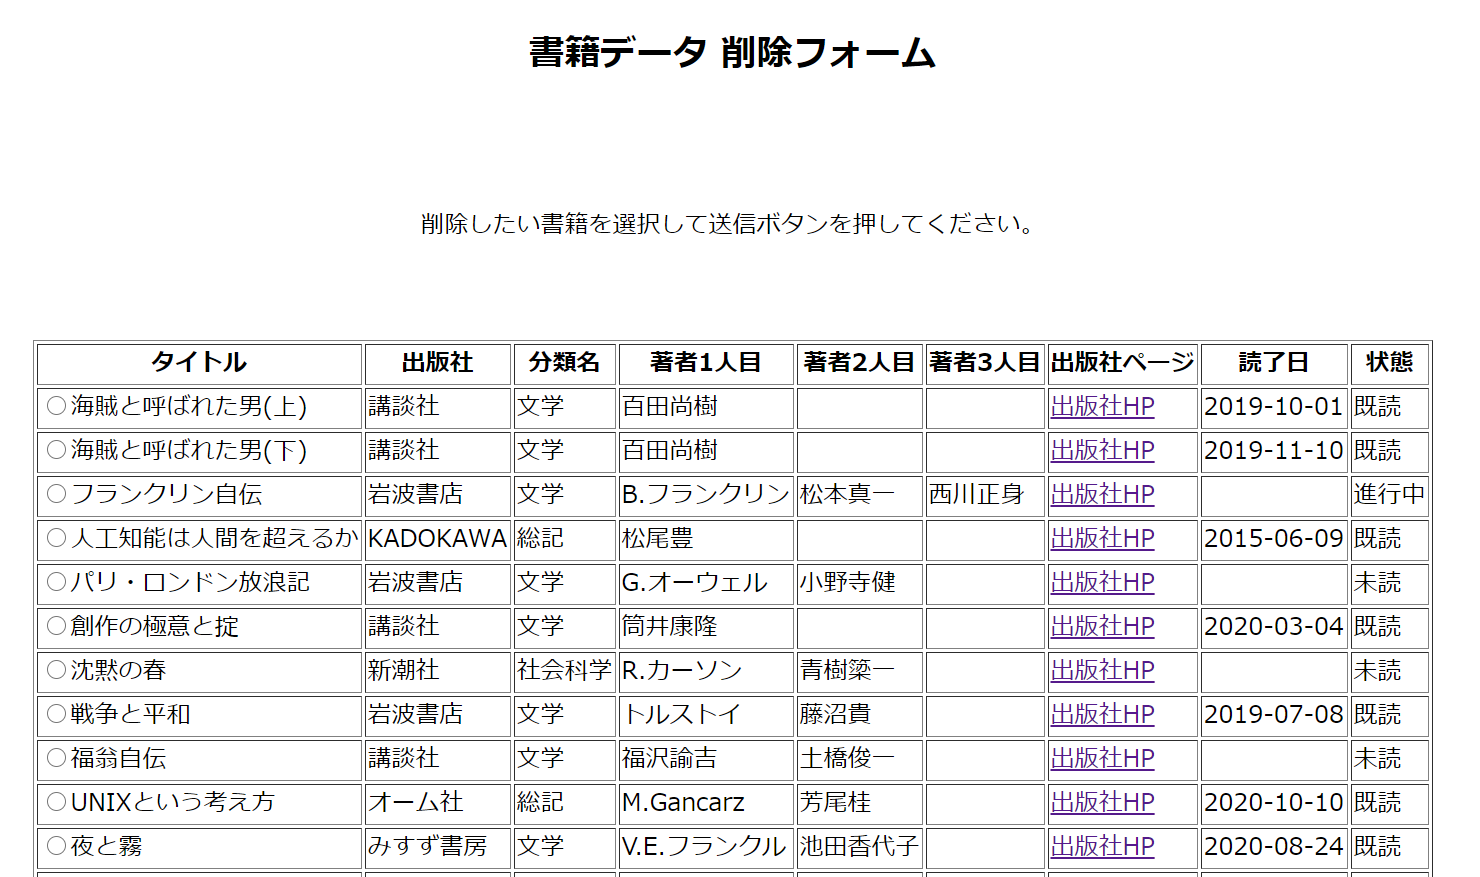 書籍データ 削除フォーム
削除したい書籍を選択して送信ボタンを押してください。
タイトル 出版社 分類名 著者1人目 著者2人目 著者3人目 出版社ページ 読了日 状態
海賊と呼ばれた男(上) 講談社 文学 百田尚樹 出版社HP 2019-10-01 既読
海賊と呼ばれた男(下) 講談社 文学 百田尚樹 出版社HP 2019-11-10 既読
フランクリン自伝 岩波書店 文学 B.フランクリン 松本真一 西川正身 出版社HP 進行中
人工知能は人間を超えるか KADOKAWA 総記 松尾豊 出版社HP 2015-06-09 既読
パリ・ロンドン放浪記 岩波書店 文学 G.オーウェル 小野寺健 出版社HP 未読
創作の極意と掟 講談社 文学 筒井康隆 出版社HP 2020-03-04 既読
沈黙の春 新潮社 社会科学 R.カーソン 青樹簗一 出版社HP 未読
戦争と平和 岩波書店 文学 トルストイ 藤沼貴 出版社HP 2019-07-08 既読
福翁自伝 講談社 文学 福沢諭吉 土橋俊一 出版社HP 未読
UNIXという考え方 オーム社 総記 M.Gancarz 芳尾桂 出版社HP 2020-10-10 既読
夜と霧 みすず書房 文学 V.E.フランクル 池田香代子 出版社HP 2020-08-24 既読